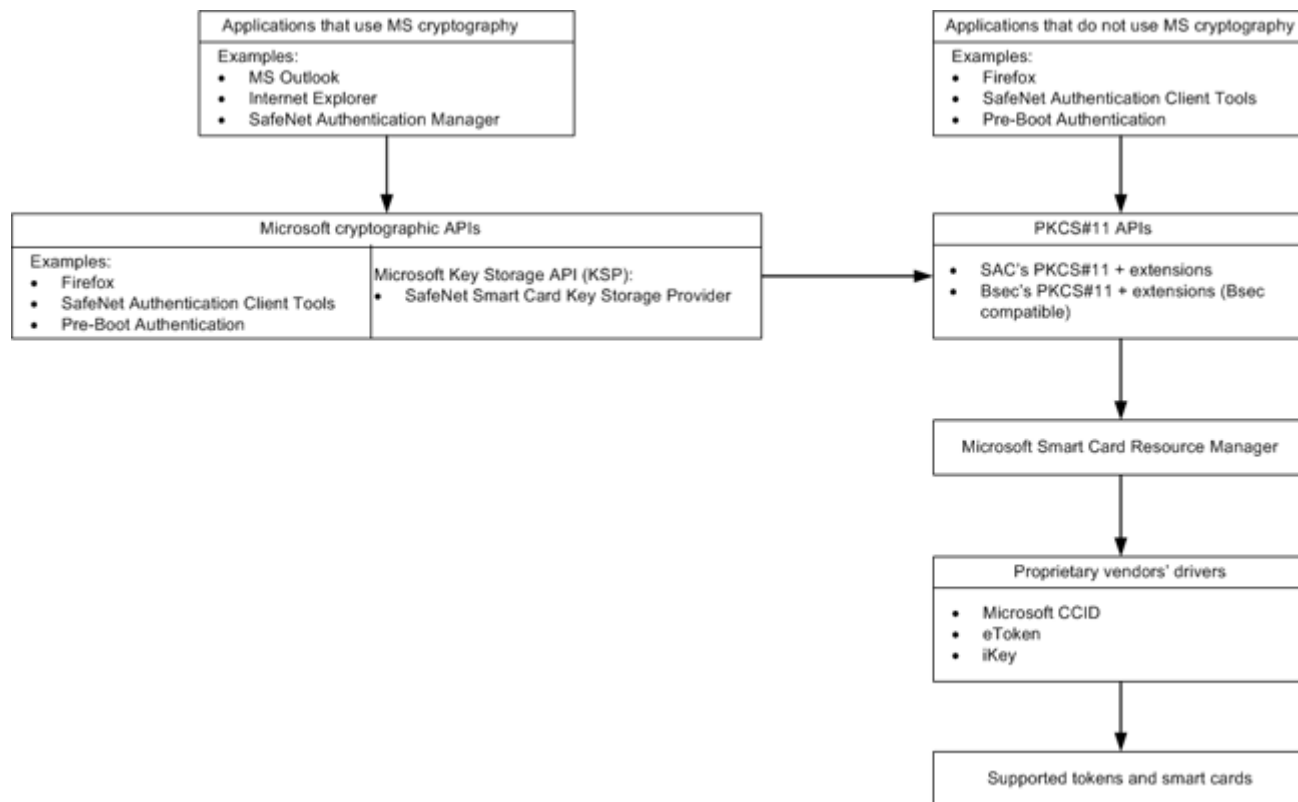 Applications that use MS cryptography
Examples:
• MS Outlook
• Internet Explorer
• SafeNet Authentication Manager
Applications that do not use MS cryptography
Examples:
• Firefox
• SafeNet Authentication Client Tools
• Pre-Boot Authentication
Microsoft cryptographic APIs
Examples:
• Firefox
• SafeNet Authentication Client Tools
• Pre-Boot Authentication
Microsoft Key Storage API (KSP):
• SafeNet Smart Card Key Storage Provider
PKCS#11 APIs
• SAC's PKCS#11 + extensions
• Bsec's PKCS#11 + extensions (Bsec
compatible)
Microsoft Smart Card Resource Manager
Proprietary vendors' drivers
• Microsoft CCID
• eToken
• iKey
Supported tokens and smart cards